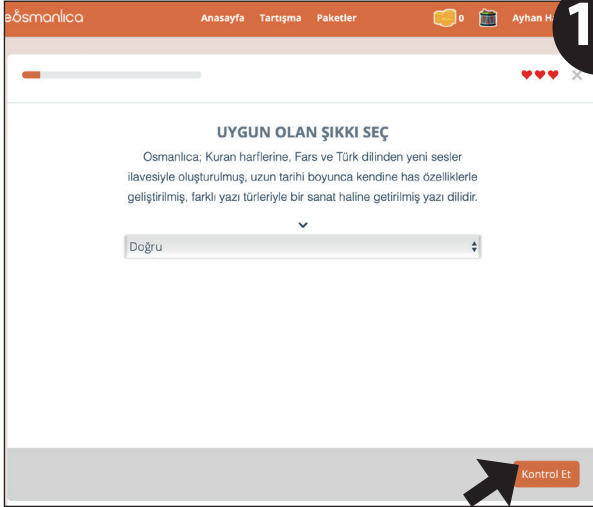 eosmanlıca Anasayfa Tartışma Paketler 0 Ayhan 1
UYGUN OLAN ŞIKKI SEÇ
Osmanlıca; Kuran harflerine, Fars ve Türk dilinden yeni sesler
ilavesiyle oluşturulmuş, uzun tarihi boyunca kendine has özelliklerle
geliştirilmiş, farklı yazı türleriyle bir sanat haline getirilmiş yazı dilidir.
Doğru
Kontrol Et